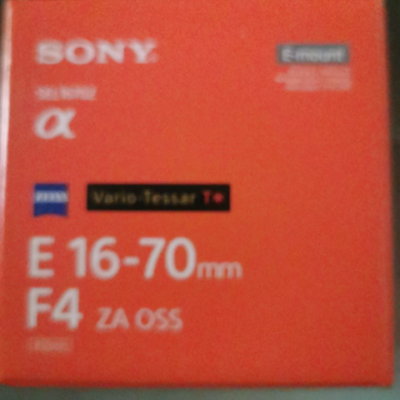 SONY
E-mount
α
ZEISS
Vario-Tessar T*
E 16-70mm
F4 ZA OSS